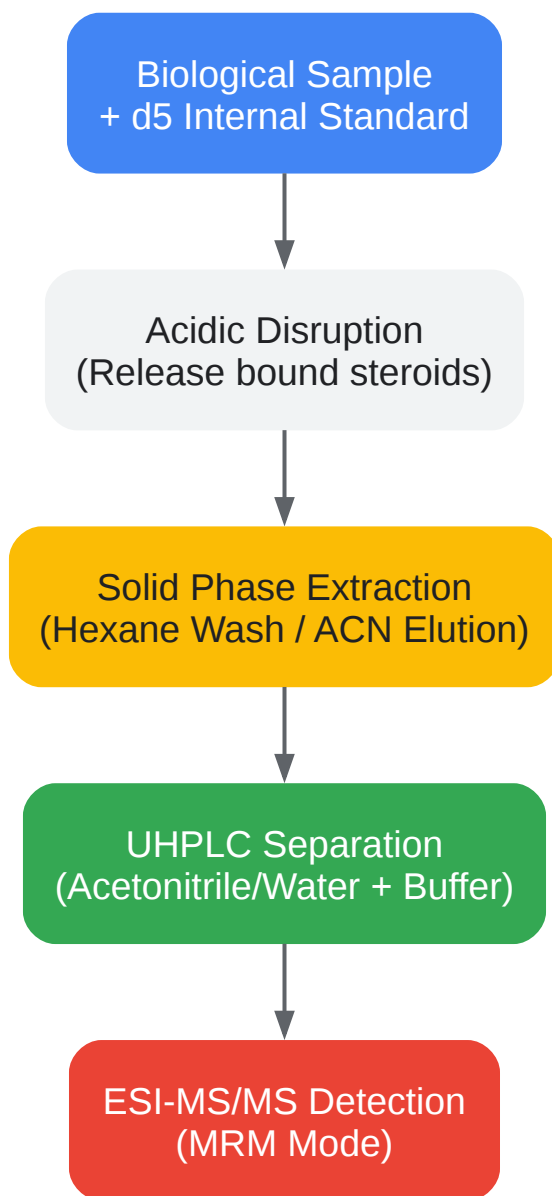 Biological Sample
+ d5 Internal Standard
Acidic Disruption
(Release bound steroids)
Solid Phase Extraction
(Hexane Wash / ACN Elution)
UHPLC Separation
(Acetonitrile/Water + Buffer)
ESI-MS/MS Detection
(MRM Mode)